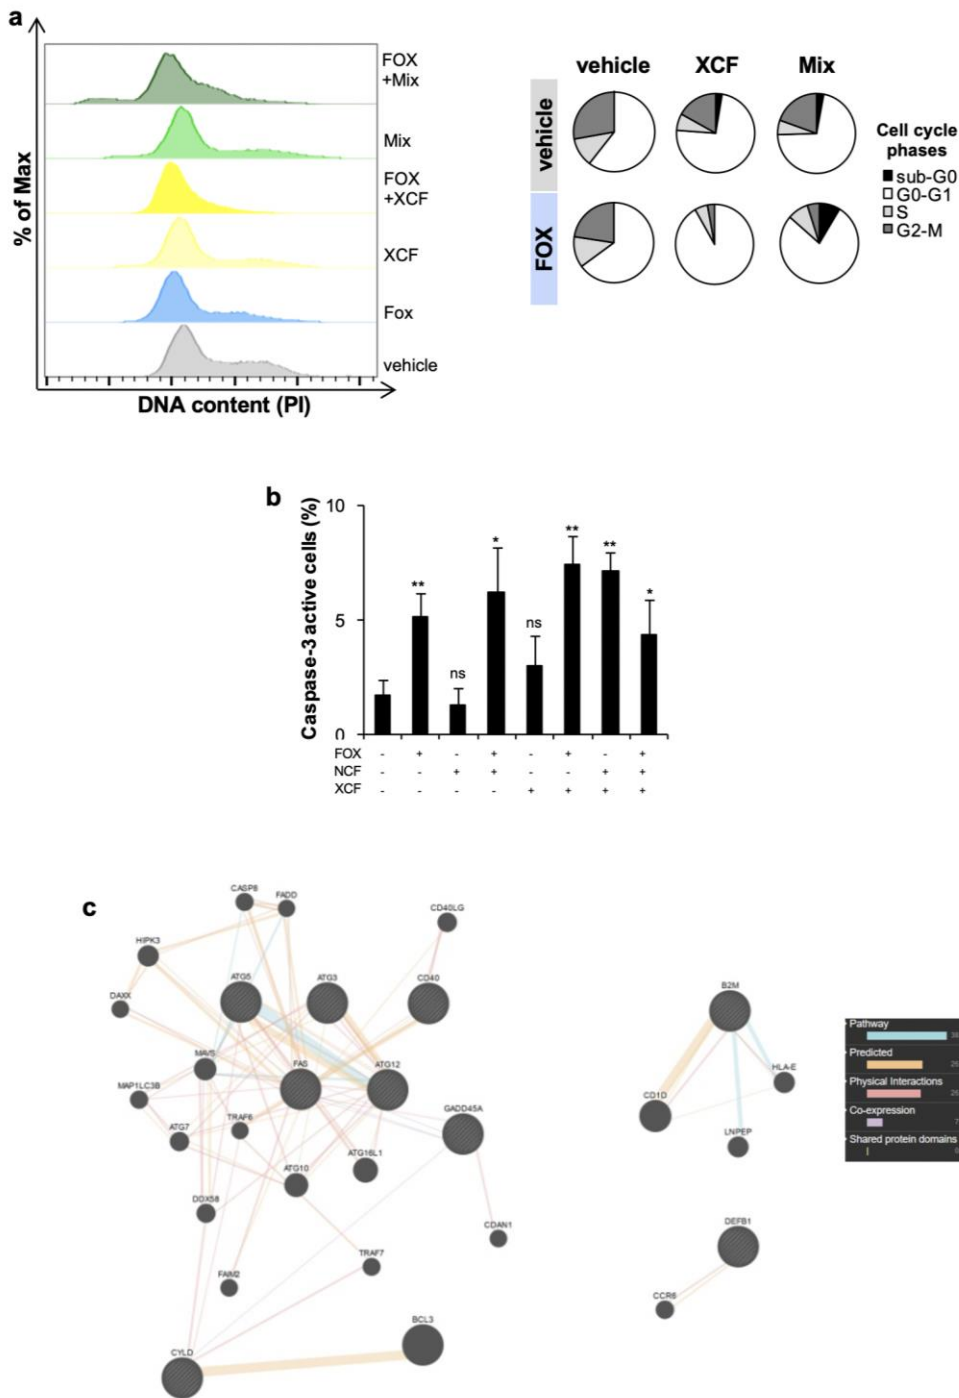 a
FOX
+Mix
Mix
FOX
+XCF
XCF
Fox
vehicle
% of Max
DNA content (PI)
vehicle XCF Mix
vehicle
FOX
Cell cycle
phases
sub-G0
G0-G1
S
G2-M
b
Caspase-3 active cells (%)
10
5
0
** ns * ns ** ** *
FOX - + - + - + - +
NCF - - + + - - + +
XCF - - - - + + + +
c
CASP8
FADD
CD40LG
HIPK3
ATG5
ATG3
CD40
DAXX
MAVS
FAS
ATG12
MAP1LC3B
TRAF6
GADD45A
ATG7
ATG16L1
ATG10
DDX58
CDAN1
TRAF7
FAIM2
BCL3
CYLD
B2M
HLA-E
CD1D
LNPEP
DEFB1
CCR6
Pathway
Predicted
Physical Interactions
Co-expression
Shared protein domains